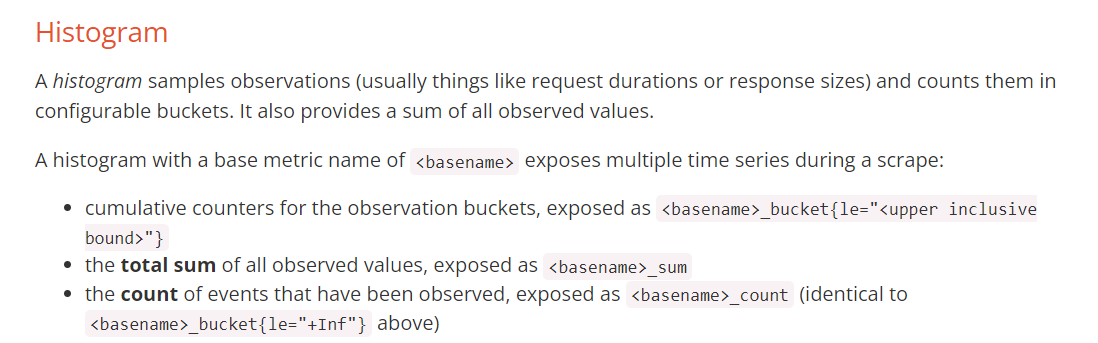 Histogram
A histogram samples observations (usually things like request durations or response sizes) and counts them in
configurable buckets. It also provides a sum of all observed values.
A histogram with a base metric name of <basename> exposes multiple time series during a scrape:
• cumulative counters for the observation buckets, exposed as <basename>_bucket{le="<upper inclusive
bound>"}
• the total sum of all observed values, exposed as <basename>_sum
• the count of events that have been observed, exposed as <basename>_count (identical to
<basename>_bucket{le="+Inf"} above)